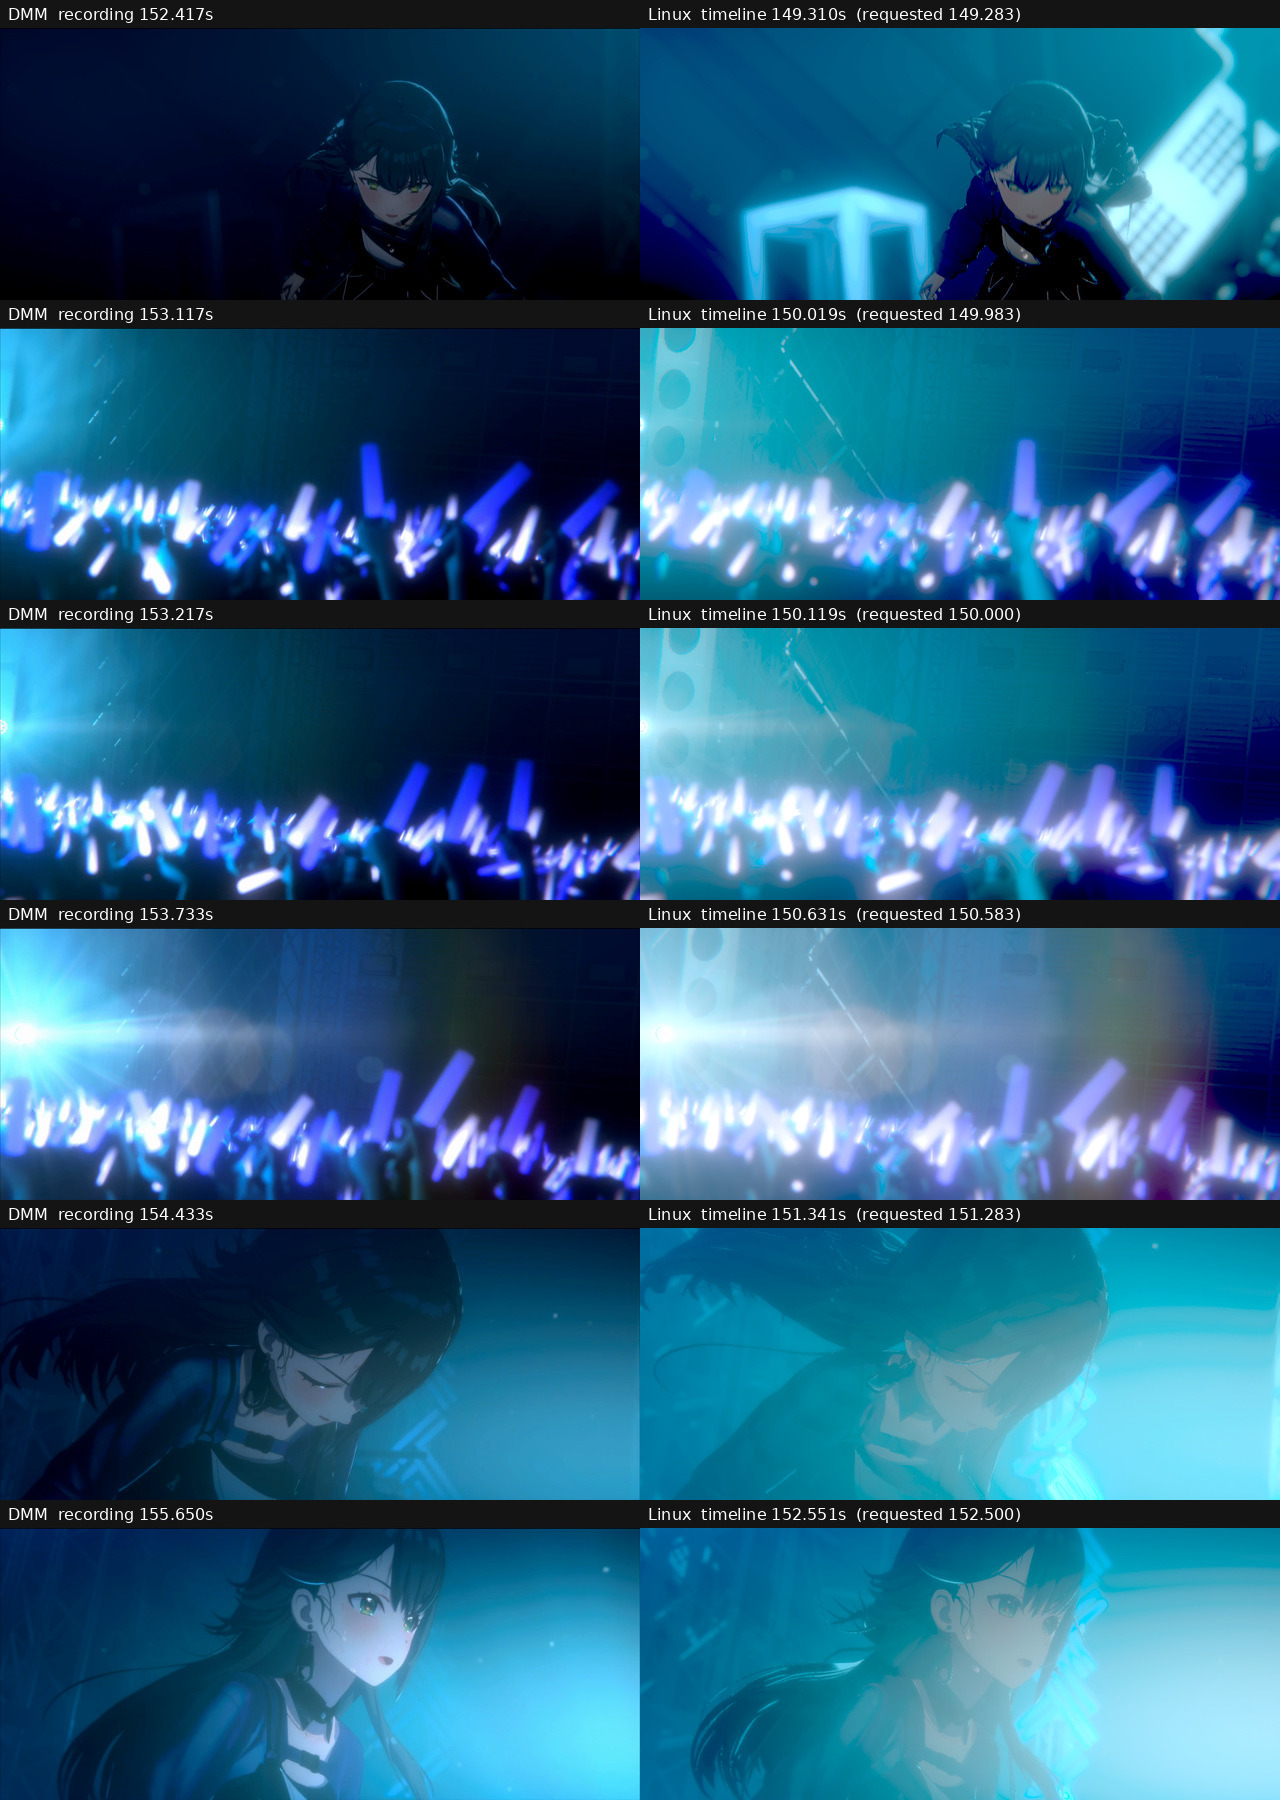 DMM recording 152.417s
Linux timeline 149.310s (requested 149.283)
DMM recording 153.117s
Linux timeline 150.019s (requested 149.983)
DMM recording 153.217s
Linux timeline 150.119s (requested 150.000)
DMM recording 153.733s
Linux timeline 150.631s (requested 150.583)
DMM recording 154.433s
Linux timeline 151.341s (requested 151.283)
DMM recording 155.650s
Linux timeline 152.551s (requested 152.500)